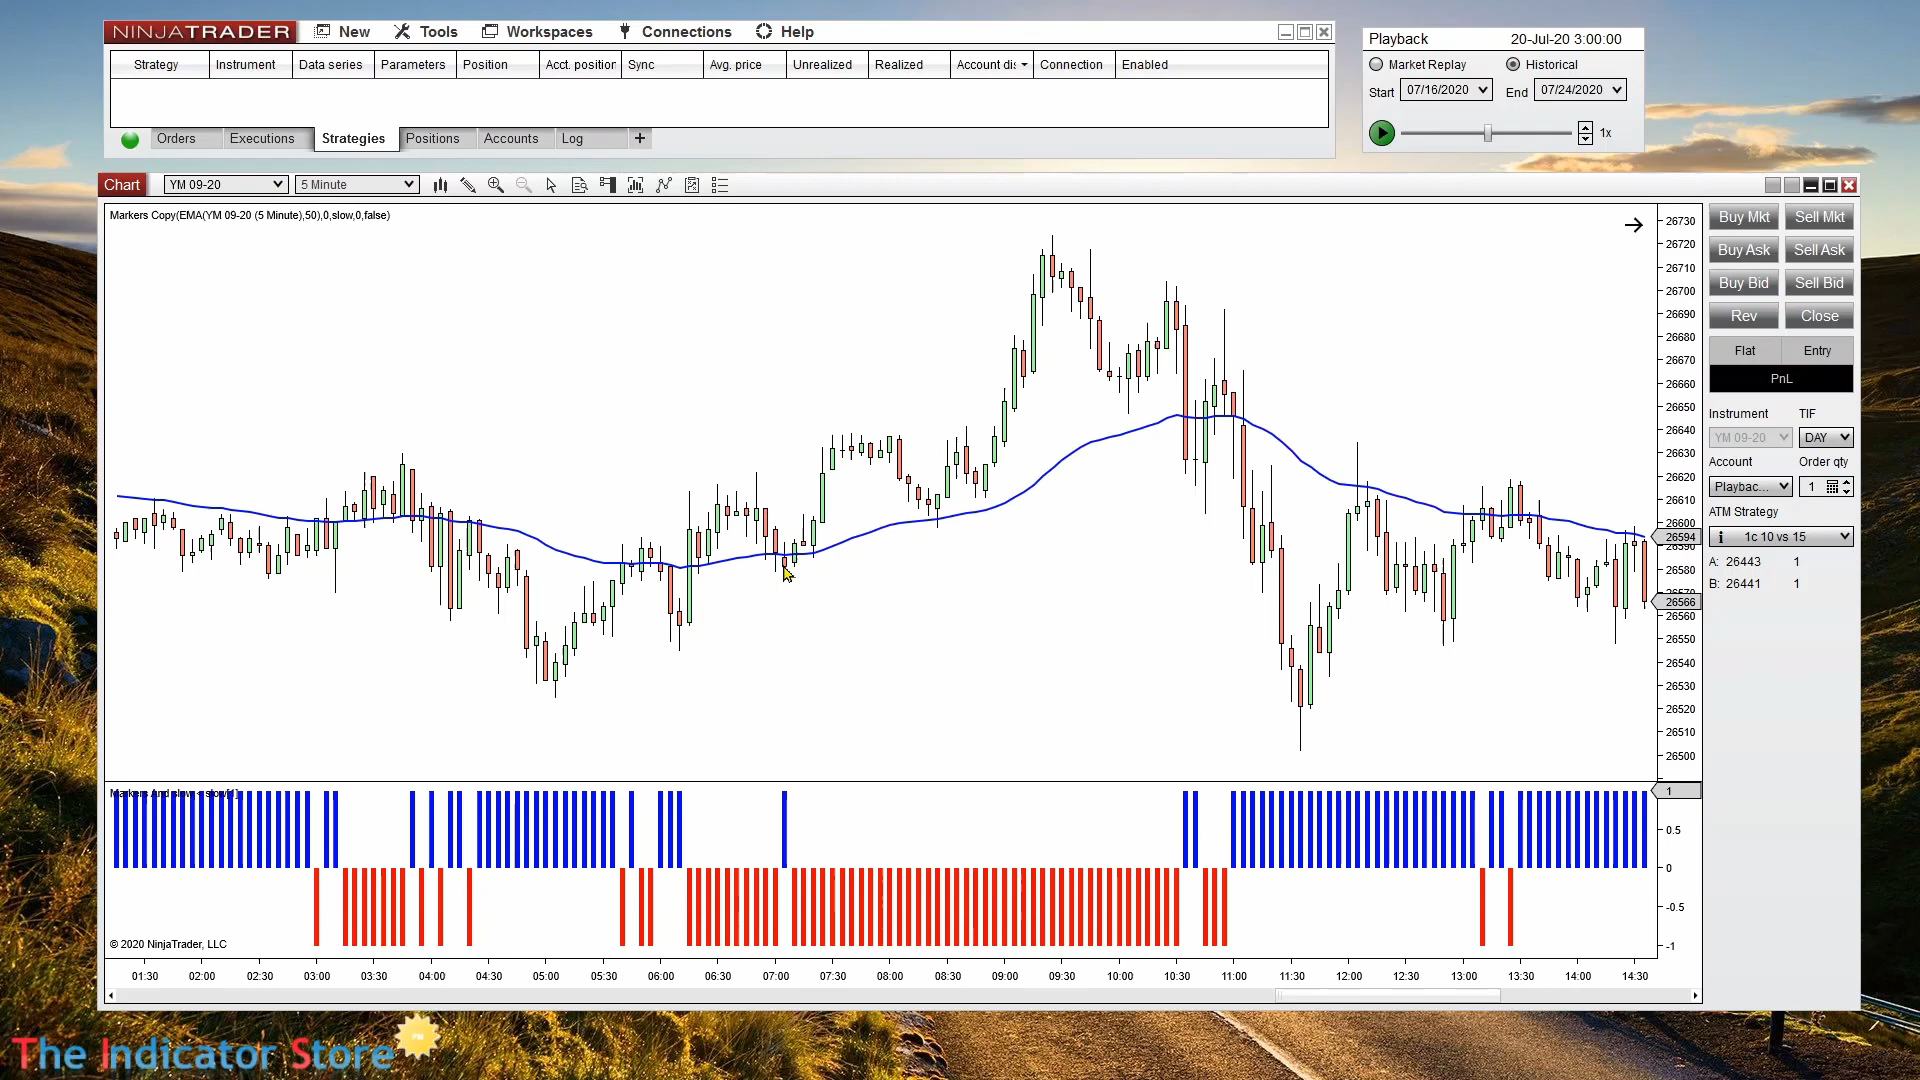 NINJATRADER New Tools Workspaces Connections Help
Strategy Instrument Data series Parameters Position Acct. position Sync Avg. price Unrealized Realized Account dis Connection Enabled
Orders Executions Strategies Positions Accounts Log +
Playback 20-Jul-20 3:00:00
Market Replay Historical
Start 07/16/2020 End 07/24/2020
1x
Chart YM 09-20 5 Minute
Markers Copy(EMA(YM 09-20 (5 Minute),50),0,slow,0,false)
26730
26720
26710
26700
26690
26680
26670
26660
26650
26640
26630
26620
26610
26600
26594
26590
26580
26570
26566
26560
26550
26540
26530
26520
26510
26500
Buy Mkt Sell Mkt
Buy Ask Sell Ask
Buy Bid Sell Bid
Rev Close
Flat Entry
PnL
Instrument TIF
YM 09-20 DAY
Account Order qty
Playbac... 1
ATM Strategy
i 1c 10 vs 15
A: 26443 1
B: 26441 1
Markers And slow < slow[1]
1
0.5
0
-0.5
-1
© 2020 NinjaTrader, LLC
01:30 02:00 02:30 03:00 03:30 04:00 04:30 05:00 05:30 06:00 06:30 07:00 07:30 08:00 08:30 09:00 09:30 10:00 10:30 11:00 11:30 12:00 12:30 13:00 13:30 14:00 14:30
The Indicator Store